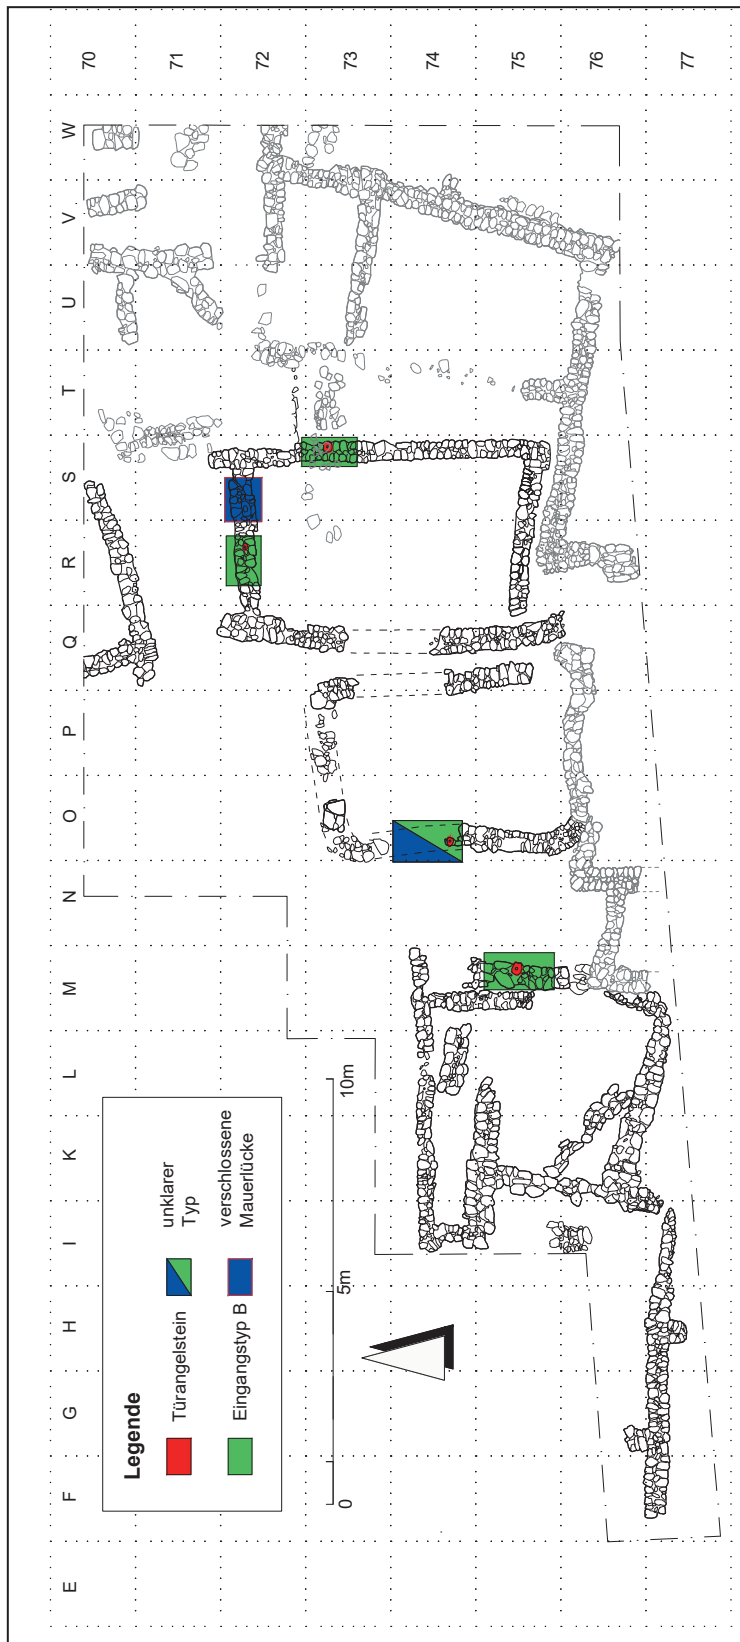 70
71
72
73
74
75
76
77
E F G H I K L M N O P Q R S T U V W
Legende
Türangelstein
Eingangstyp B
unklarer
Typ
verschlossene
Mauerlücke
0 5m 10m